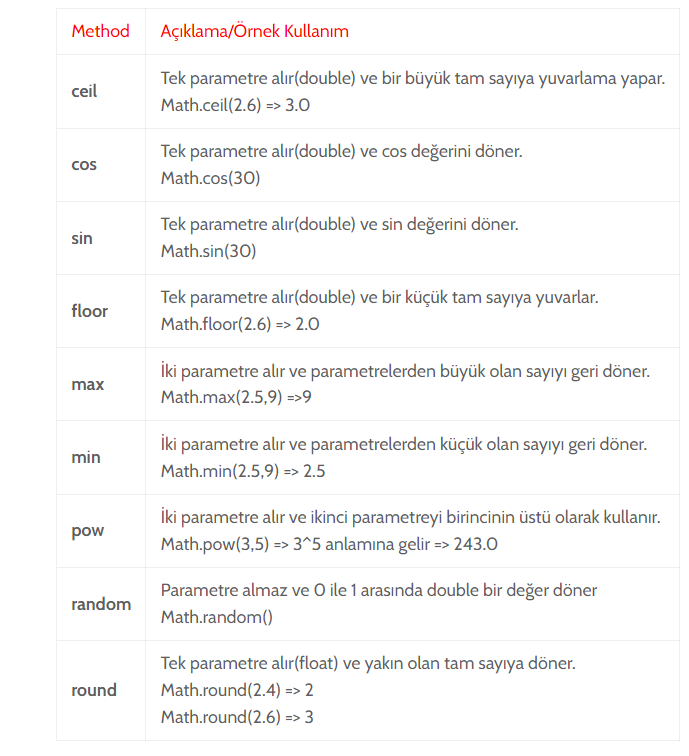 Method Açıklama/Örnek Kullanım
ceil
Tek parametre alır(double) ve bir büyük tam sayıya yuvarlama yapar.
Math.ceil(2.6) => 3.0
cos
Tek parametre alır(double) ve cos değerini döner.
Math.cos(30)
sin
Tek parametre alır(double) ve sin değerini döner.
Math.sin(30)
floor
Tek parametre alır(double) ve bir küçük tam sayıya yuvarlar.
Math.floor(2.6) => 2.0
max
İki parametre alır ve parametrelerden büyük olan sayıyı geri döner.
Math.max(2.5,9) =>9
min
İki parametre alır ve parametrelerden küçük olan sayıyı geri döner.
Math.min(2.5,9) => 2.5
pow
İki parametre alır ve ikinci parametreyi birincinin üstü olarak kullanır.
Math.pow(3,5) => 3^5 anlamına gelir => 243.0
random
Parametre almaz ve 0 ile 1 arasında double bir değer döner
Math.random()
round
Tek parametre alır(float) ve yakın olan tam sayıya döner.
Math.round(2.4) => 2
Math.round(2.6) => 3